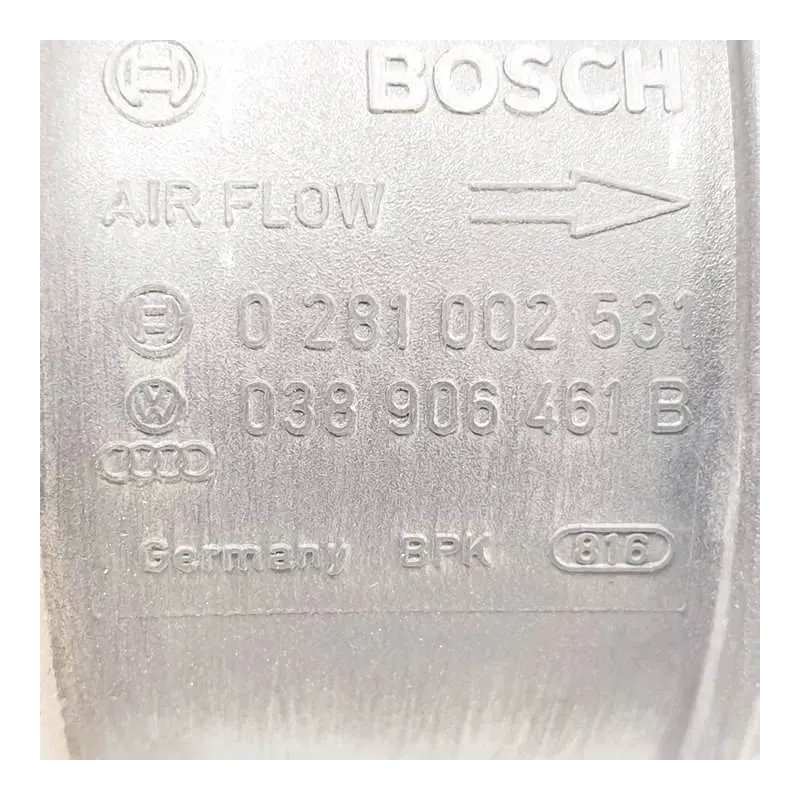 BOSCH
AIR FLOW
0 281 002 531
038 906 461 B
Germany BPK 816